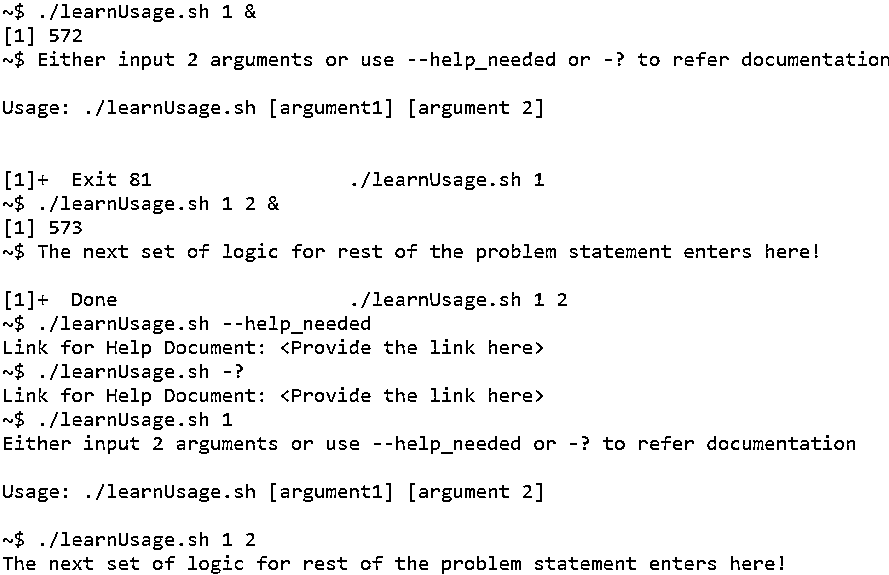 ~$ ./learnUsage.sh 1 &
[1] 572
~$ Either input 2 arguments or use --help_needed or -? to refer documentation
Usage: ./learnUsage.sh [argument1] [argument 2]
[1]+  Exit 81                 ./learnUsage.sh 1
~$ ./learnUsage.sh 1 2 &
[1] 573
~$ The next set of logic for rest of the problem statement enters here!
[1]+  Done                    ./learnUsage.sh 1 2
~$ ./learnUsage.sh --help_needed
Link for Help Document: <Provide the link here>
~$ ./learnUsage.sh -?
Link for Help Document: <Provide the link here>
~$ ./learnUsage.sh 1
Either input 2 arguments or use --help_needed or -? to refer documentation
Usage: ./learnUsage.sh [argument1] [argument 2]
~$ ./learnUsage.sh 1 2
The next set of logic for rest of the problem statement enters here!